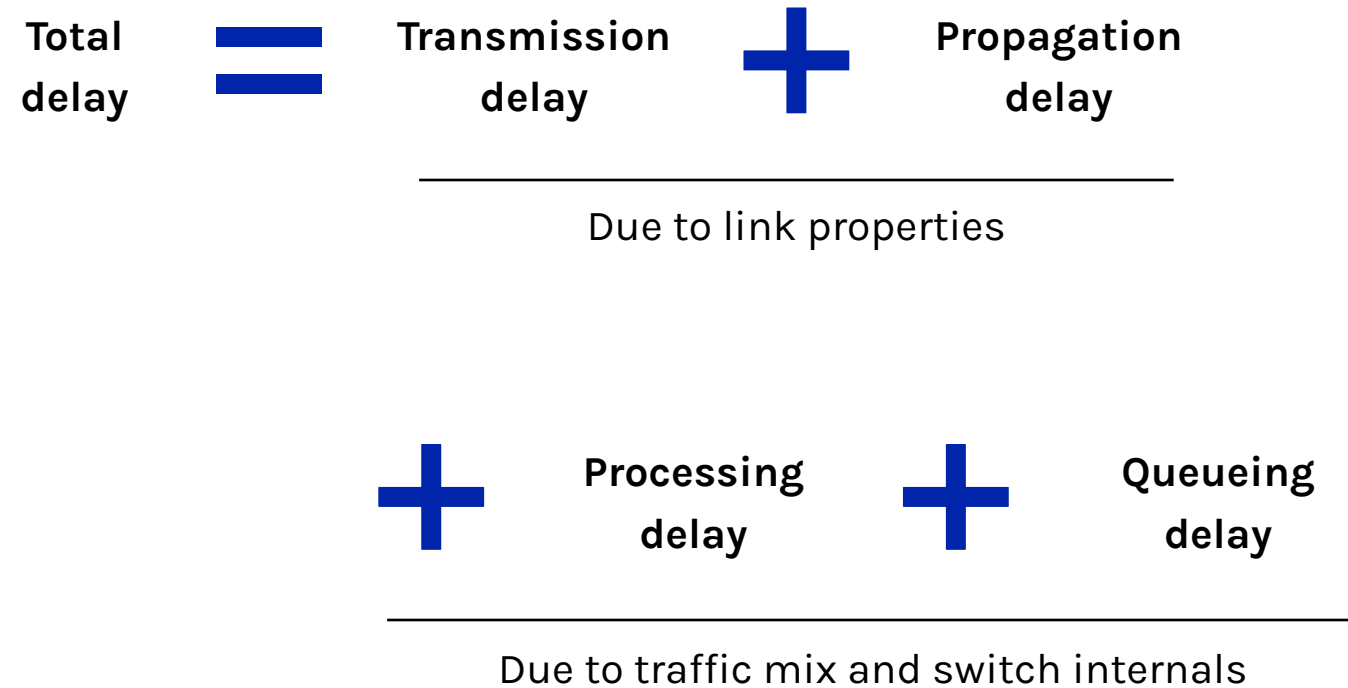 Total
delay
=
Transmission
delay
+
Propagation
delay
Due to link properties
+
Processing
delay
+
Queueing
delay
Due to traffic mix and switch internals